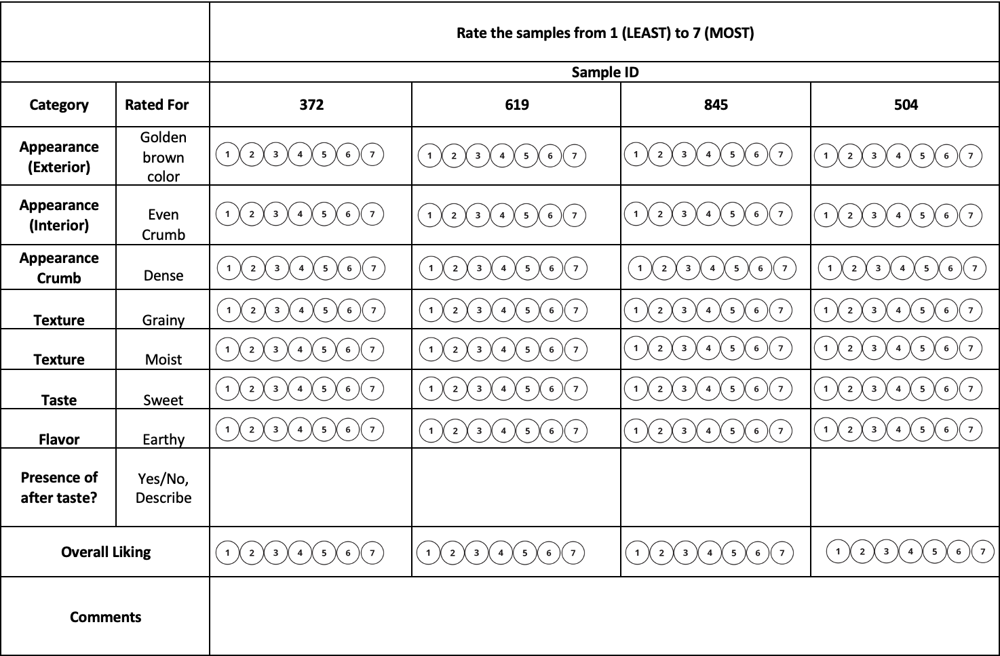 Rate the samples from 1 (LEAST) to 7 (MOST)
Sample ID
Category Rated For 372 619 845 504
Appearance
(Exterior)
Golden
brown
color
1 2 3 4 5 6 7 1 2 3 4 5 6 7 1 2 3 4 5 6 7 1 2 3 4 5 6 7
Appearance
(Interior)
Even
Crumb
1 2 3 4 5 6 7 1 2 3 4 5 6 7 1 2 3 4 5 6 7 1 2 3 4 5 6 7
Appearance
Crumb
Dense
1 2 3 4 5 6 7 1 2 3 4 5 6 7 1 2 3 4 5 6 7 1 2 3 4 5 6 7
Texture Grainy 1 2 3 4 5 6 7 1 2 3 4 5 6 7 1 2 3 4 5 6 7 1 2 3 4 5 6 7
Texture Moist 1 2 3 4 5 6 7 1 2 3 4 5 6 7 1 2 3 4 5 6 7 1 2 3 4 5 6 7
Taste Sweet 1 2 3 4 5 6 7 1 2 3 4 5 6 7 1 2 3 4 5 6 7 1 2 3 4 5 6 7
Flavor Earthy 1 2 3 4 5 6 7 1 2 3 4 5 6 7 1 2 3 4 5 6 7 1 2 3 4 5 6 7
Presence of
after taste?
Yes/No,
Describe
Overall Liking 1 2 3 4 5 6 7 1 2 3 4 5 6 7 1 2 3 4 5 6 7 1 2 3 4 5 6 7
Comments